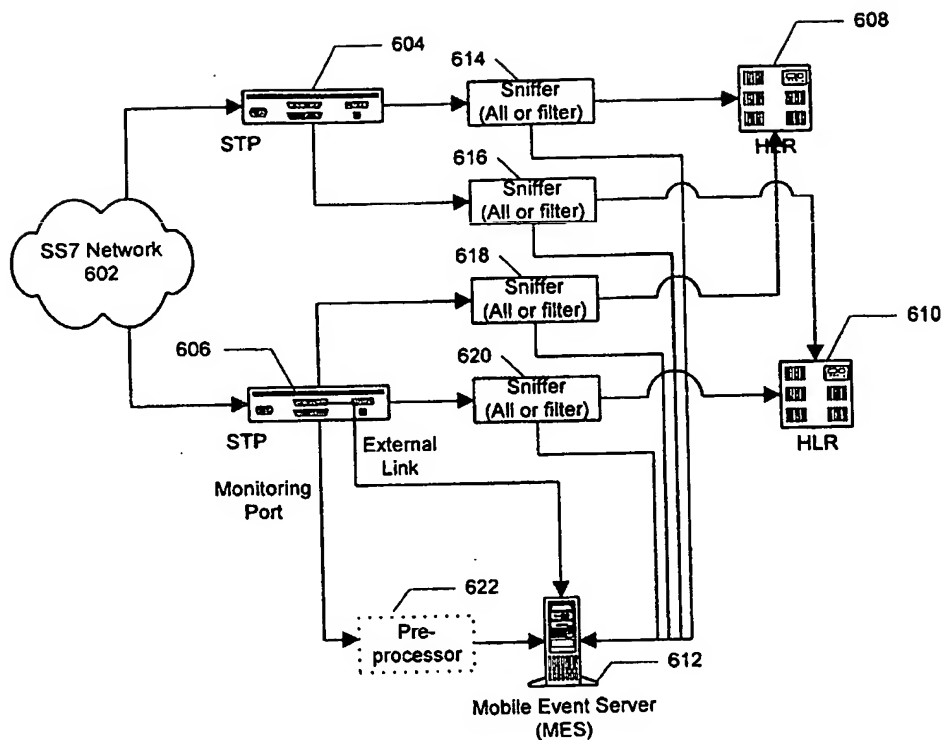 604
STP
614
Sniffer
(All or filter)
608
HLR
616
Sniffer
(All or filter)
SS7 Network
602
618
Sniffer
(All or filter)
606
STP
620
Sniffer
(All or filter)
610
HLR
External
Link
Monitoring
Port
622
Pre-
processor
612
Mobile Event Server
(MES)